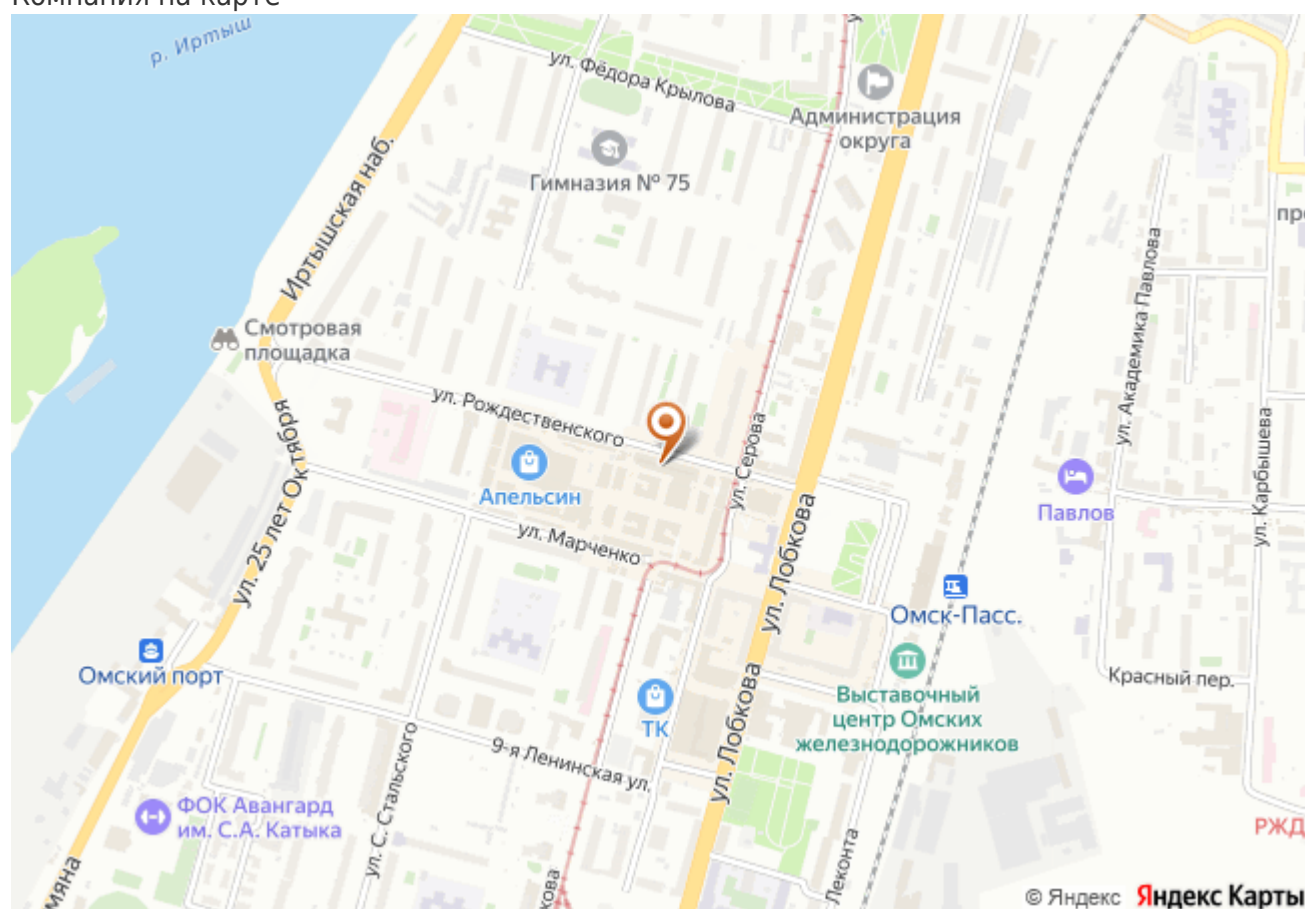 Компания на карте
р. Иртыш
ул. Фёдора Крылова
Администрация
округа
Гимназия № 75
Иртышская наб.
Смотровая
площадка
ул. Академика Павлова
ул. Рождественского
ул. Серова
ул. Карбышева
ул. 25 лет Октября
Апельсин
Павлов
ул. Марченко
ул. Лобкова
Омск-Пасс.
Омский порт
Красный пер.
Выставочный
центр Омских
железнодорожников
ТК
ул. Лобкова
9-я Ленинская ул.
ул. С. Стальского
ФОК Авангард
им. С.А. Катыка
РЖД
Леконта
© Яндекс Яндекс Карты